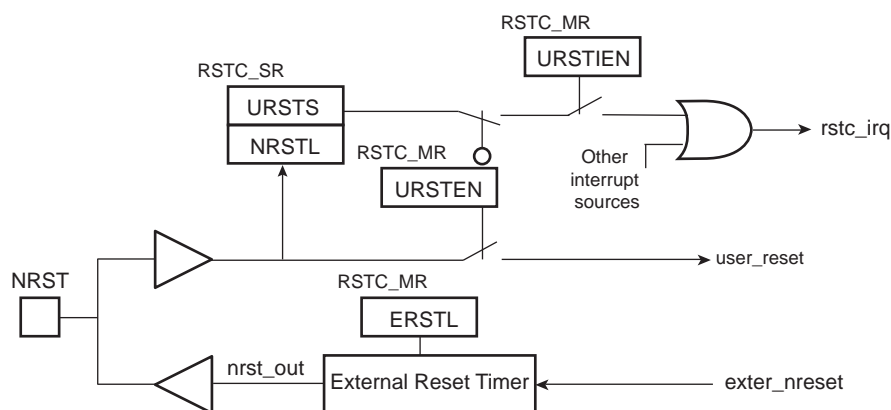 RSTC_MR
URSTIEN
RSTC_SR
URSTS
NRSTL
rstc_irq
RSTC_MR
URSTEN
Other
interrupt
sources
user_reset
NRST
RSTC_MR
ERSTL
nrst_out
External Reset Timer
exter_nreset